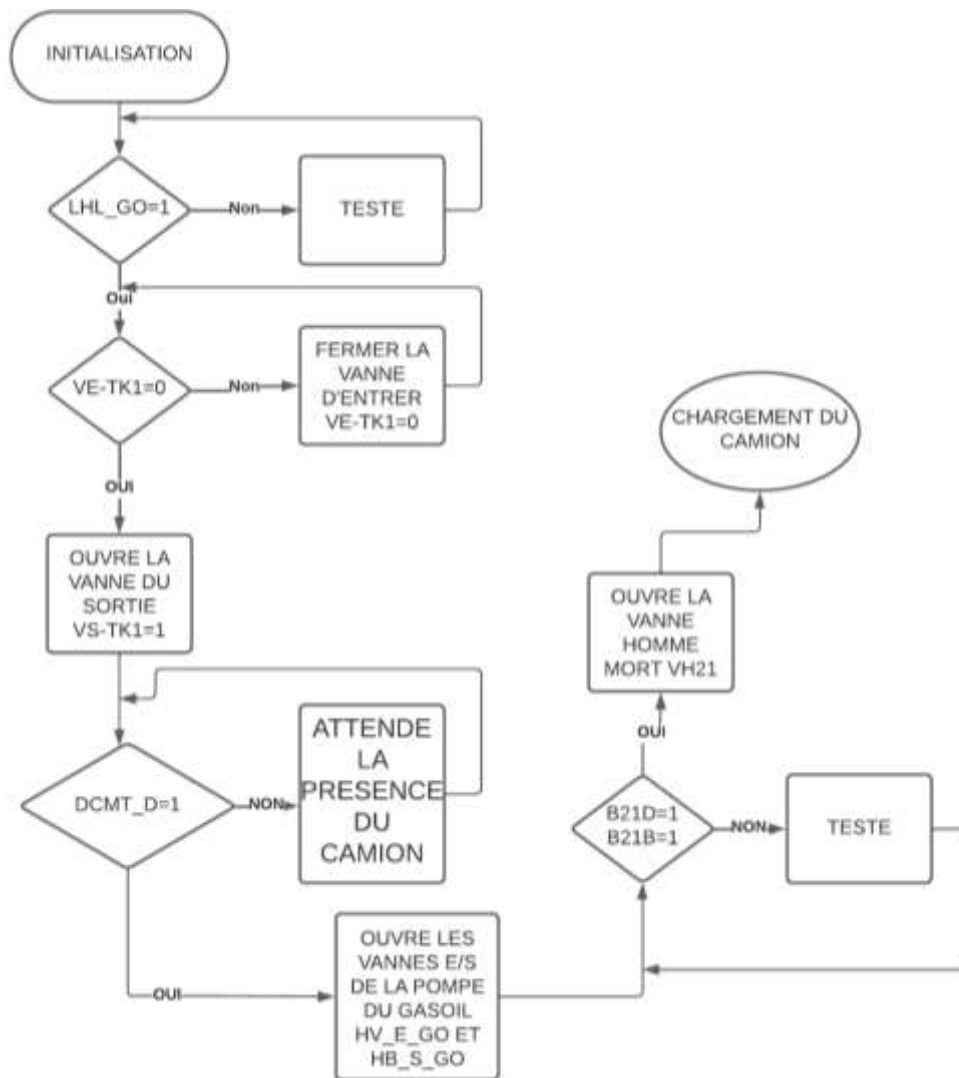 INITIALISATION
LHL_GO=1
Non
TESTE
Oui
VE-TK1=0
Non
FERMER LA
VANNE
D'ENTRER
VE-TK1=0
OUI
OUVRE LA
VANNE DU
SORTIE
VS-TK1=1
DCMT_D=1
NON
ATTENDE
LA
PRESENCE
DU
CAMION
OUI
OUVRE LES
VANNES E/S
DE LA POMPE
DU GASOIL
HV_E_GO ET
HB_S_GO
B21D=1
B21B=1
NON
TESTE
OUI
OUVRE LA
VANNE
HOMME
MORT VH21
CHARGEMENT DU
CAMION